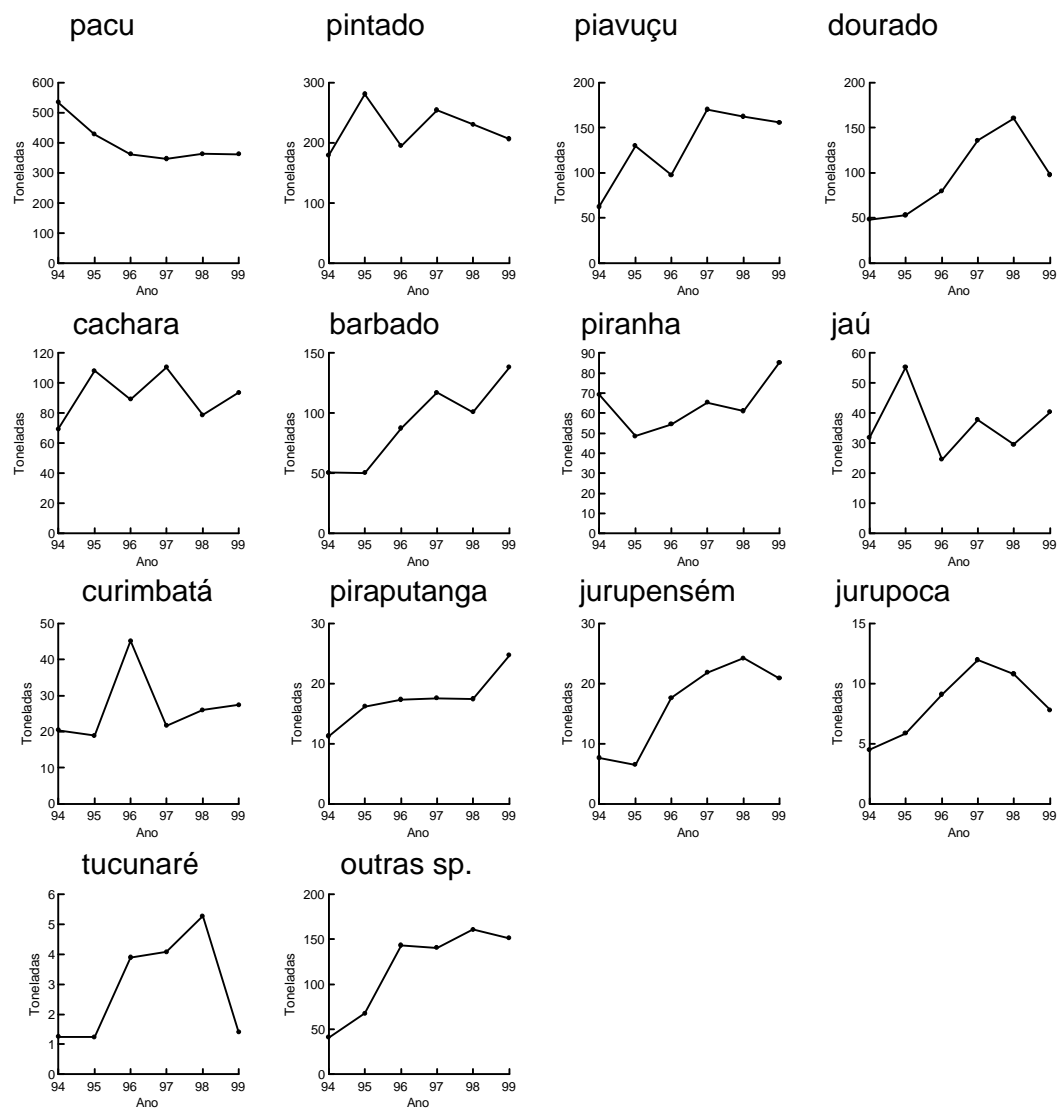 pacu
pintado
piavuçu
dourado
600
500
400
300
200
100
0
Toneladas
94 95 96 97 98 99
Ano
300
200
100
0
Toneladas
94 95 96 97 98 99
Ano
200
150
100
50
0
Toneladas
94 95 96 97 98 99
Ano
200
150
100
50
0
Toneladas
94 95 96 97 98 99
Ano
cachara
barbado
piranha
jaú
120
100
80
60
40
20
0
Toneladas
94 95 96 97 98 99
Ano
150
100
50
0
Toneladas
94 95 96 97 98 99
Ano
90
80
70
60
50
40
30
20
10
0
Toneladas
94 95 96 97 98 99
Ano
60
50
40
30
20
10
0
Toneladas
94 95 96 97 98 99
Ano
curimbatá
piraputanga
jurupensém
jurupoca
50
40
30
20
10
0
Toneladas
94 95 96 97 98 99
Ano
30
20
10
0
Toneladas
94 95 96 97 98 99
Ano
30
20
10
0
Toneladas
94 95 96 97 98 99
Ano
15
10
5
0
Toneladas
94 95 96 97 98 99
Ano
tucunaré
outras sp.
6
5
4
3
2
1
0
Toneladas
94 95 96 97 98 99
Ano
200
150
100
50
0
Toneladas
94 95 96 97 98 99
Ano